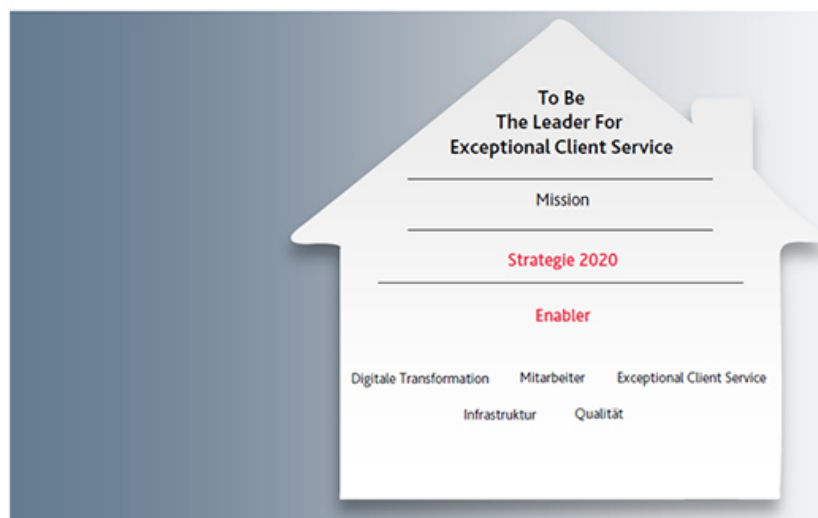 To Be
The Leader For
Exceptional Client Service
Mission
Strategie 2020
Enabler
Digitale Transformation Mitarbeiter Exceptional Client Service
Infrastruktur Qualität